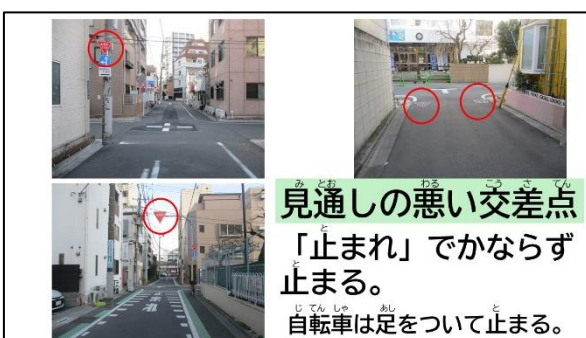 見通しの悪い交差点
「止まれ」でかならず
止まる。
自転車は足をついて止まる。